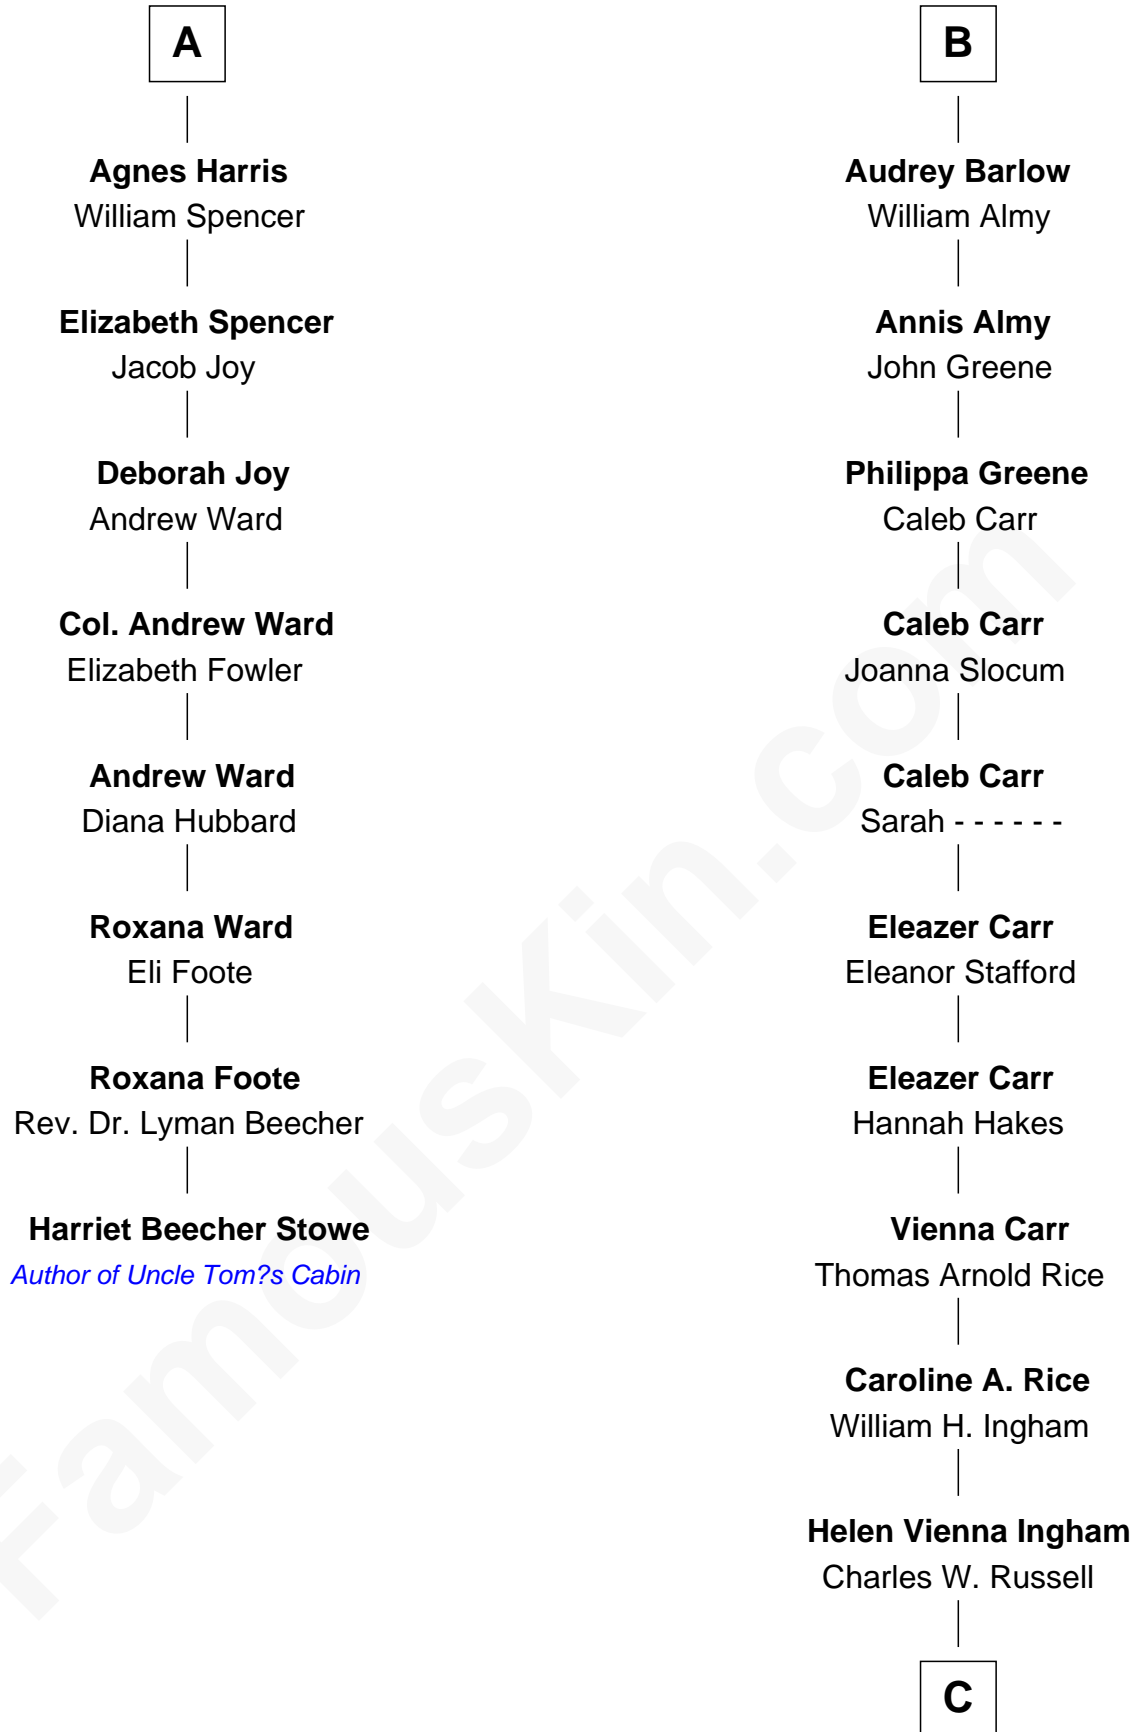 A
Agnes Harris
William Spencer
Elizabeth Spencer
Jacob Joy
Deborah Joy
Andrew Ward
Col. Andrew Ward
Elizabeth Fowler
Andrew Ward
Diana Hubbard
Roxana Ward
Eli Foote
Roxana Foote
Rev. Dr. Lyman Beecher
Harriet Beecher Stowe
Author of Uncle Tom?s Cabin
B
Audrey Barlow
William Almy
Annis Almy
John Greene
Philippa Greene
Caleb Carr
Caleb Carr
Joanna Slocum
Caleb Carr
Sarah - - - - - -
Eleazer Carr
Eleanor Stafford
Eleazer Carr
Hannah Hakes
Vienna Carr
Thomas Arnold Rice
Caroline A. Rice
William H. Ingham
Helen Vienna Ingham
Charles W. Russell
C
FamousKin.com